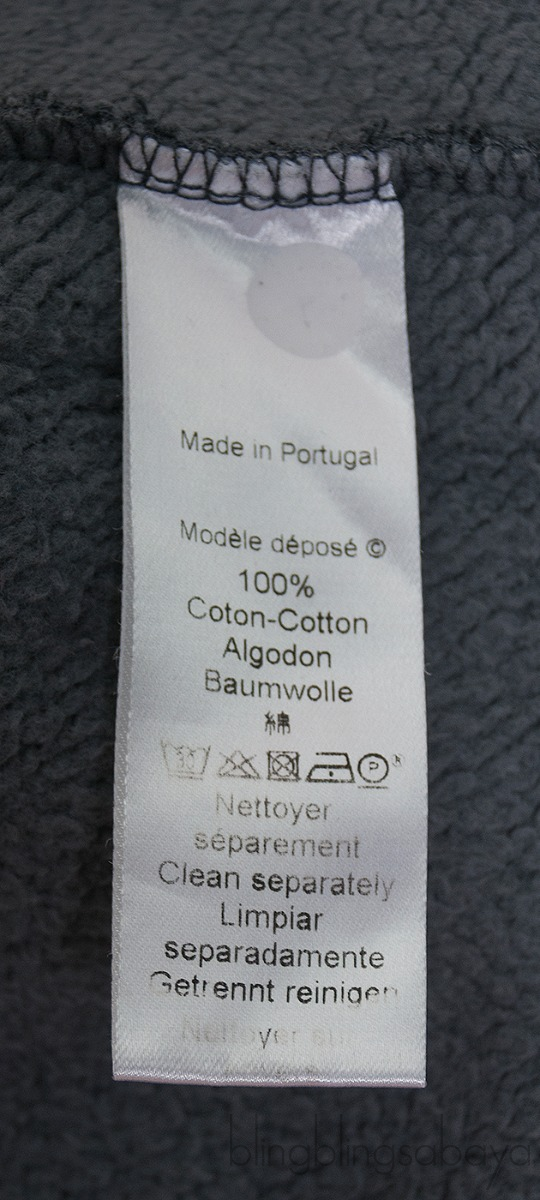 Made in Portugal
Modèle déposé ©
100%
Coton-Cotton
Algodon
Baumwolle
綿
30 P
Nettoyer
séparement
Clean separately
Limpiar
separadamente
Getrennt reinigen
blingblingsabaya